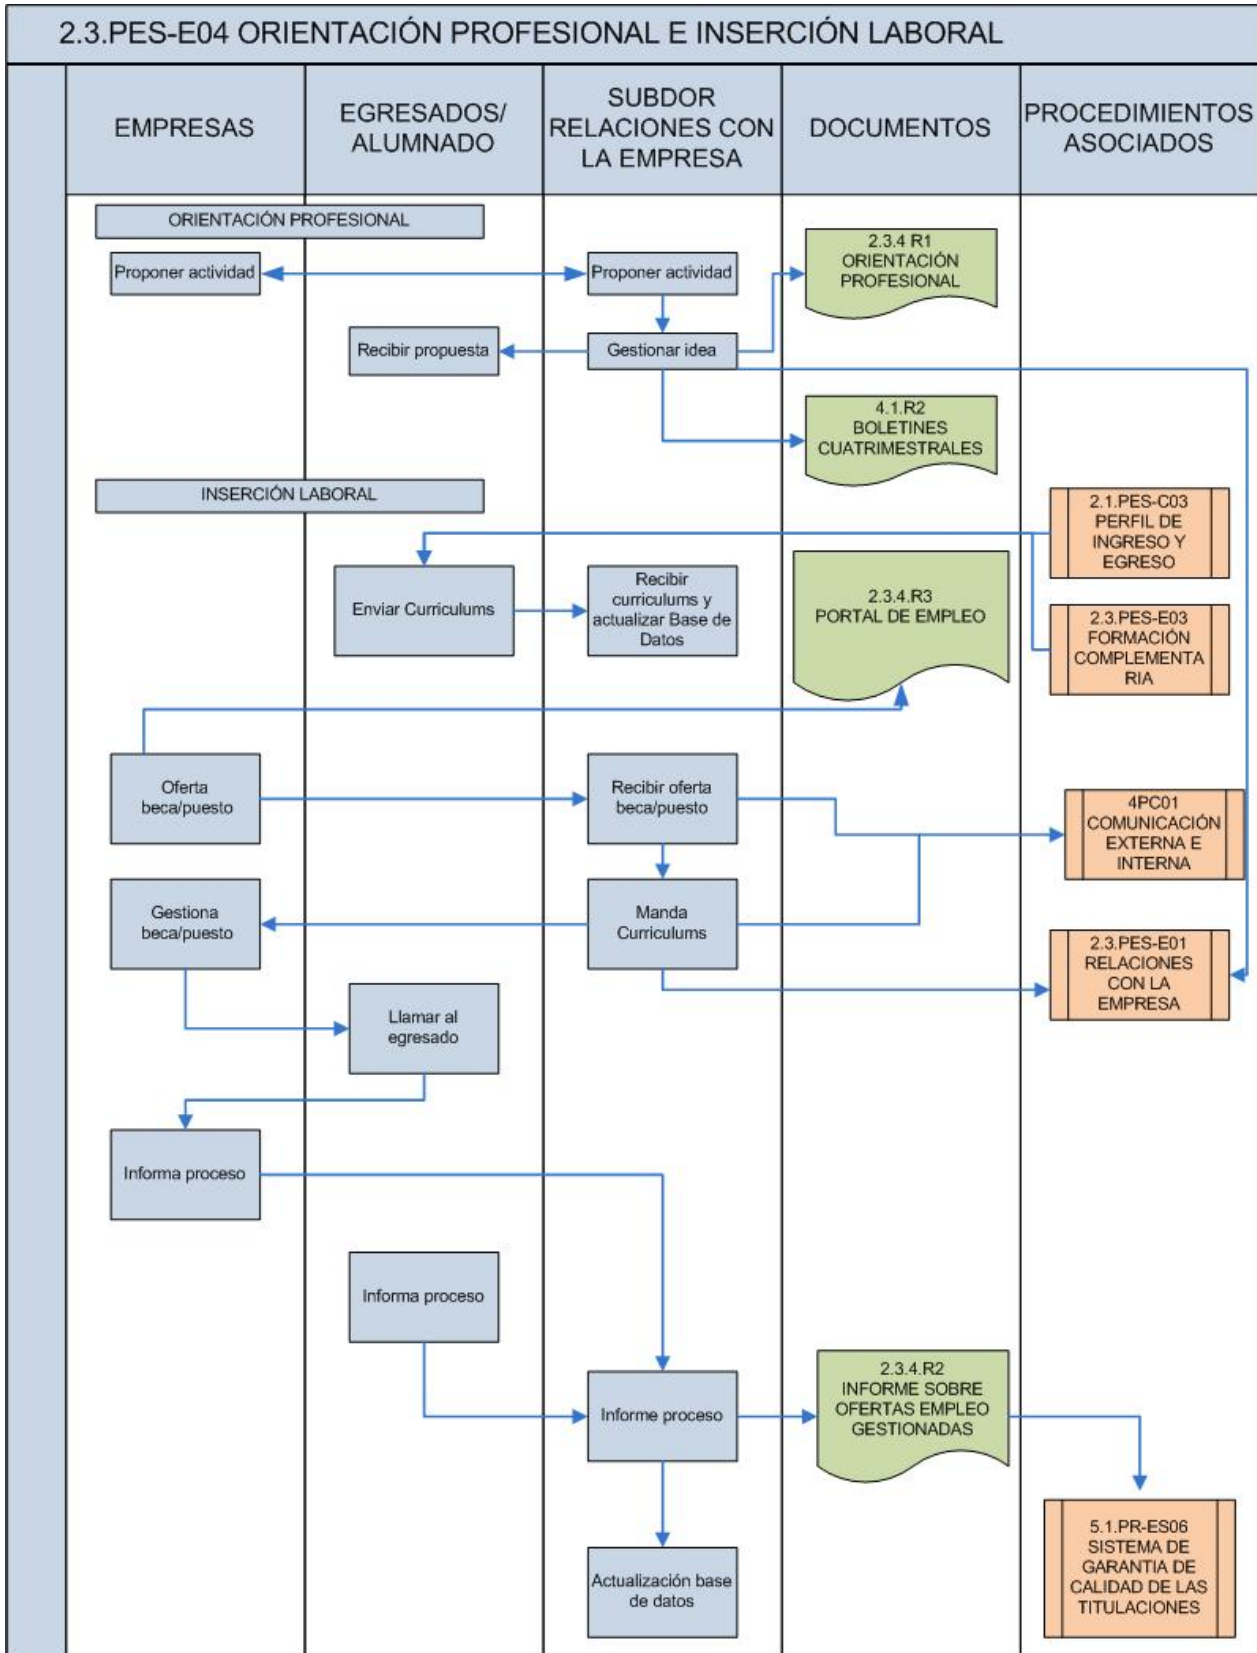 2.3.PES-E04 ORIENTACIÓN PROFESIONAL E INSERCIÓN LABORAL
EMPRESAS
EGRESADOS/
ALUMNADO
SUBDOR
RELACIONES CON
LA EMPRESA
DOCUMENTOS
PROCEDIMIENTOS
ASOCIADOS
ORIENTACIÓN PROFESIONAL
Proponer actividad
Proponer actividad
2.3.4 R1
ORIENTACIÓN
PROFESIONAL
Recibir propuesta
Gestionar idea
4.1.R2
BOLETINES
CUATRIMESTRALES
INSERCIÓN LABORAL
2.1.PES-C03
PERFIL DE
INGRESO Y
EGRESO
Enviar Curriculums
Recibir
curriculums y
actualizar Base de
Datos
2.3.4.R3
PORTAL DE EMPLEO
2.3.PES-E03
FORMACIÓN
COMPLEMENTA
RIA
Oferta
beca/puesto
Recibir oferta
beca/puesto
4PC01
COMUNICACIÓN
EXTERNA E
INTERNA
Gestiona
beca/puesto
Manda
Curriculums
2.3.PES-E01
RELACIONES
CON LA
EMPRESA
Llamar al
egresado
Informa proceso
Informa proceso
Informe proceso
2.3.4.R2
INFORME SOBRE
OFERTAS EMPLEO
GESTIONADAS
5.1.PR-ES06
SISTEMA DE
GARANTIA DE
CALIDAD DE LAS
TITULACIONES
Actualización base
de datos